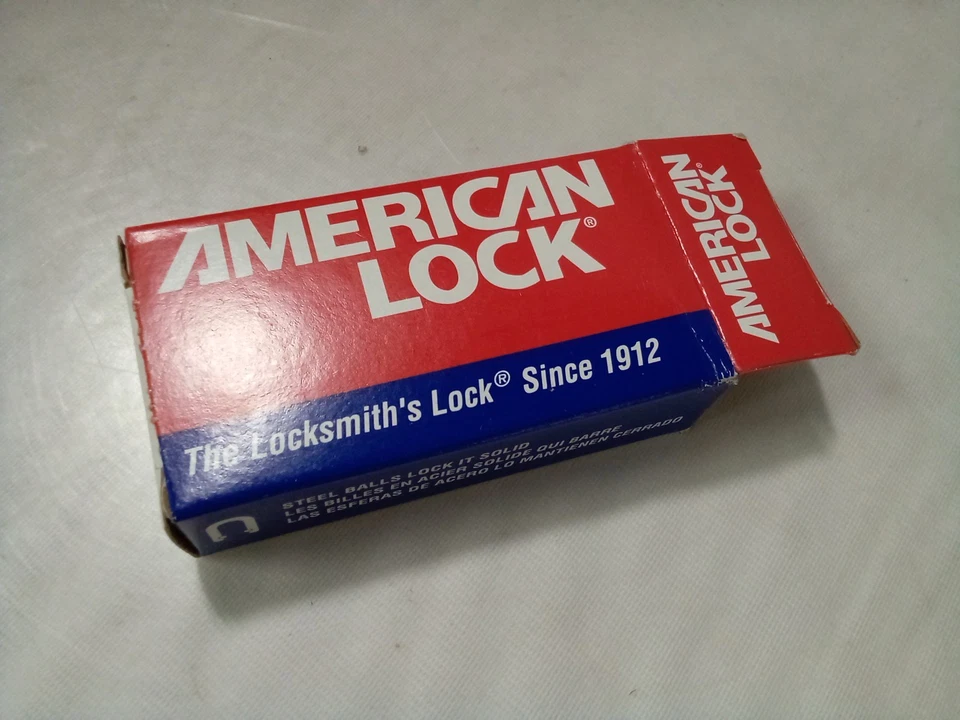 AMERICAN
LOCK®
AMERICAN
LOCK®
The Locksmith's Lock® Since 1912
STEEL BALLS LOCK IT SOLID
LES BILLES EN ACIER SOLIDE QUI BARRE
LAS ESFERAS DE ACERO LO MANTIENEN CERRADO